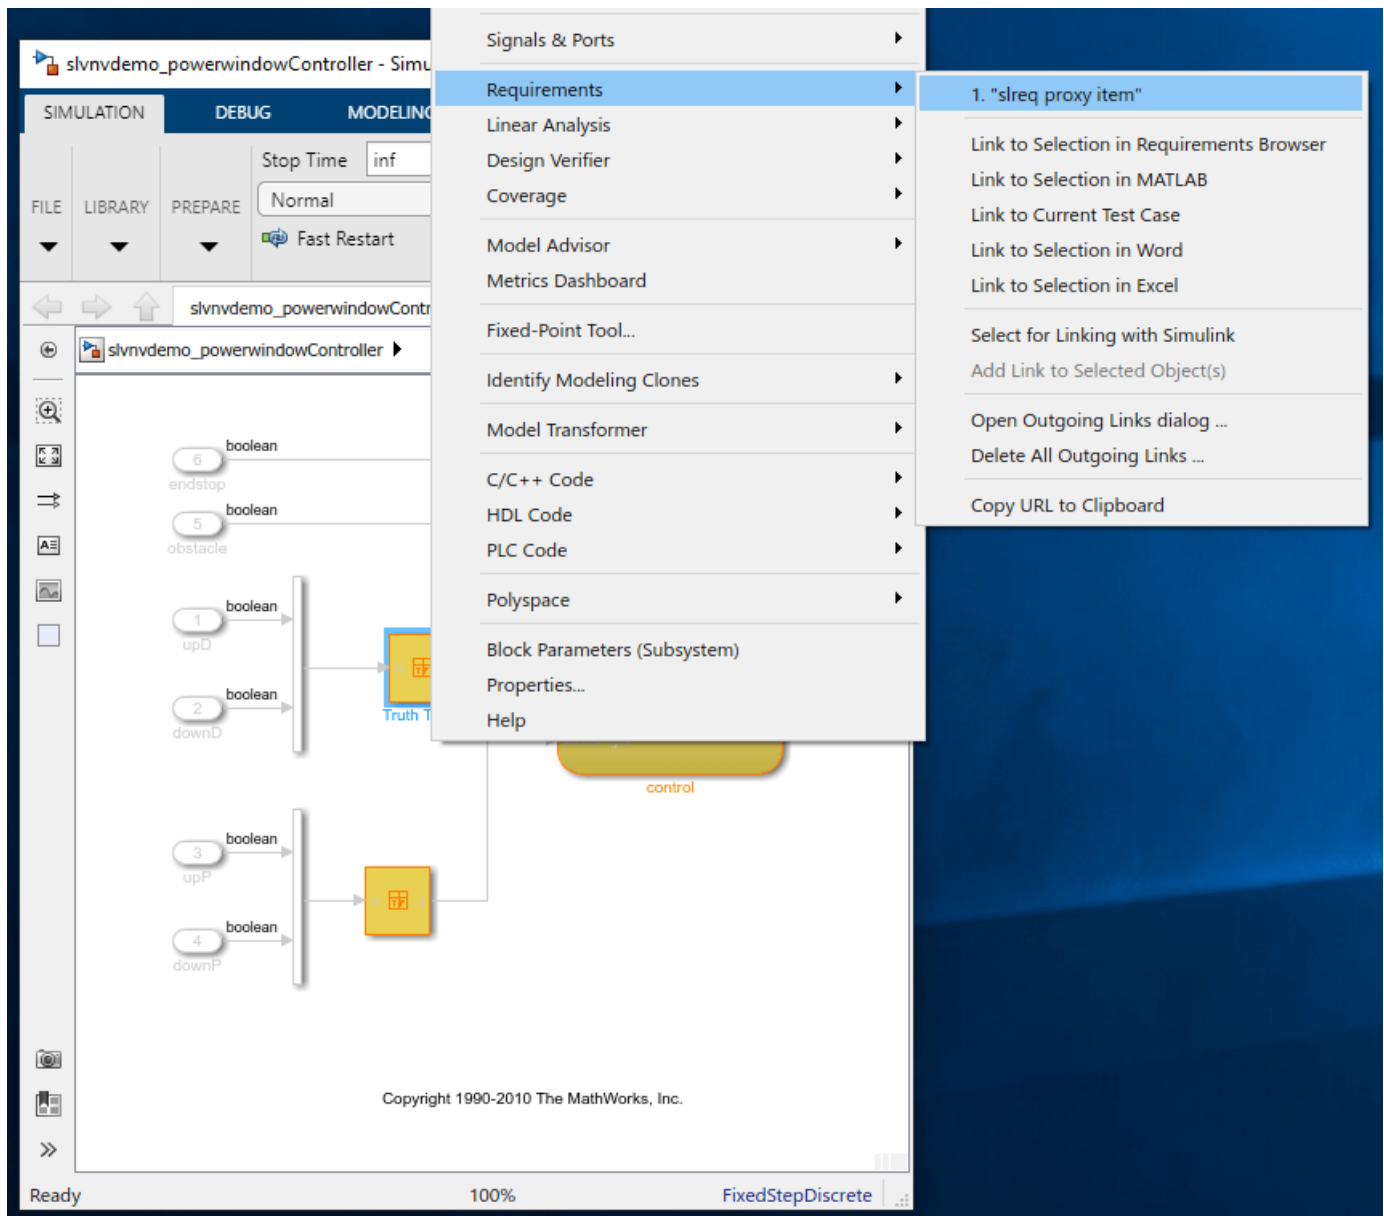 slvnvdemo_powerwindowController - Simu
SIMULATION
DEBUG
MODELING
FILE
LIBRARY
PREPARE
Stop Time
inf
Normal
Fast Restart
slvnvdemo_powerwindowContr
slvnvdemo_powerwindowController
Signals & Ports
Requirements
Linear Analysis
Design Verifier
Coverage
Model Advisor
Metrics Dashboard
Fixed-Point Tool...
Identify Modeling Clones
Model Transformer
C/C++ Code
HDL Code
PLC Code
Polyspace
Block Parameters (Subsystem)
Properties...
Help
1. "slreq proxy item"
Link to Selection in Requirements Browser
Link to Selection in MATLAB
Link to Current Test Case
Link to Selection in Word
Link to Selection in Excel
Select for Linking with Simulink
Add Link to Selected Object(s)
Open Outgoing Links dialog ...
Delete All Outgoing Links ...
Copy URL to Clipboard
boolean
6
endstop
boolean
5
obstacle
boolean
1
upD
boolean
2
downD
Truth T
control
boolean
3
upP
boolean
4
downP
Copyright 1990-2010 The MathWorks, Inc.
Ready
100%
FixedStepDiscrete